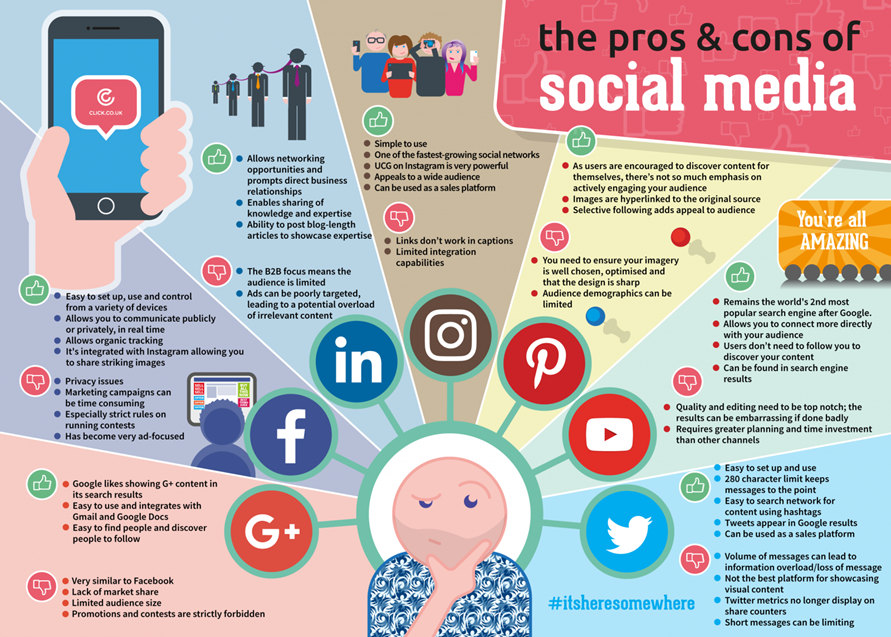 the pros & cons of
social media
CLICK.CO.UK
Allows networking
opportunities and
prompts direct business
relationships
Enables sharing of
knowledge and expertise
Ability to post blog-length
articles to showcase expertise
The B2B focus means the
audience is limited
Ads can be poorly targeted,
leading to a potential overload
of irrelevant content
Simple to use
One of the fastest-growing social networks
UCG on Instagram is very powerful
Appeals to a wide audience
Can be used as a sales platform
Links don't work in captions
Limited integration
capabilities
As users are encouraged to discover content for
themselves, there's not so much emphasis on
actively engaging your audience
Images are hyperlinked to the original source
Selective following adds appeal to audience
You need to ensure your imagery
is well chosen, optimised and
that the design is sharp
Audience demographics can be
limited
You're all
AMAZING
Remains the world's 2nd most
popular search engine after Google.
Allows you to connect more directly
with your audience
Users don't need to follow you to
discover your content
Can be found in search engine
results
Quality and editing need to be top notch; the
results can be embarrassing if done badly
Requires greater planning and time investment
than other channels
Easy to set up, use and control
from a variety of devices
Allows you to communicate publicly
or privately, in real time
Allows organic tracking
It's integrated with Instagram allowing you
to share striking images
Privacy issues
Marketing campaigns can
be time consuming
Especially strict rules on
running contests
Has become very ad-focused
in
f
G+
Google likes showing G+ content in
its search results
Easy to use and integrates with
Gmail and Google Docs
Easy to find people and discover
people to follow
Very similar to Facebook
Lack of market share
Limited audience size
Promotions and contests are strictly forbidden
Easy to set up and use
280 character limit keeps
messages to the point
Easy to search network for
content using hashtags
Tweets appear in Google results
Can be used as a sales platform
Volume of messages can lead to
information overload/loss of message
Not the best platform for showcasing
visual content
Twitter metrics no longer display on
share counters
Short messages can be limiting
#itsheresomewhere